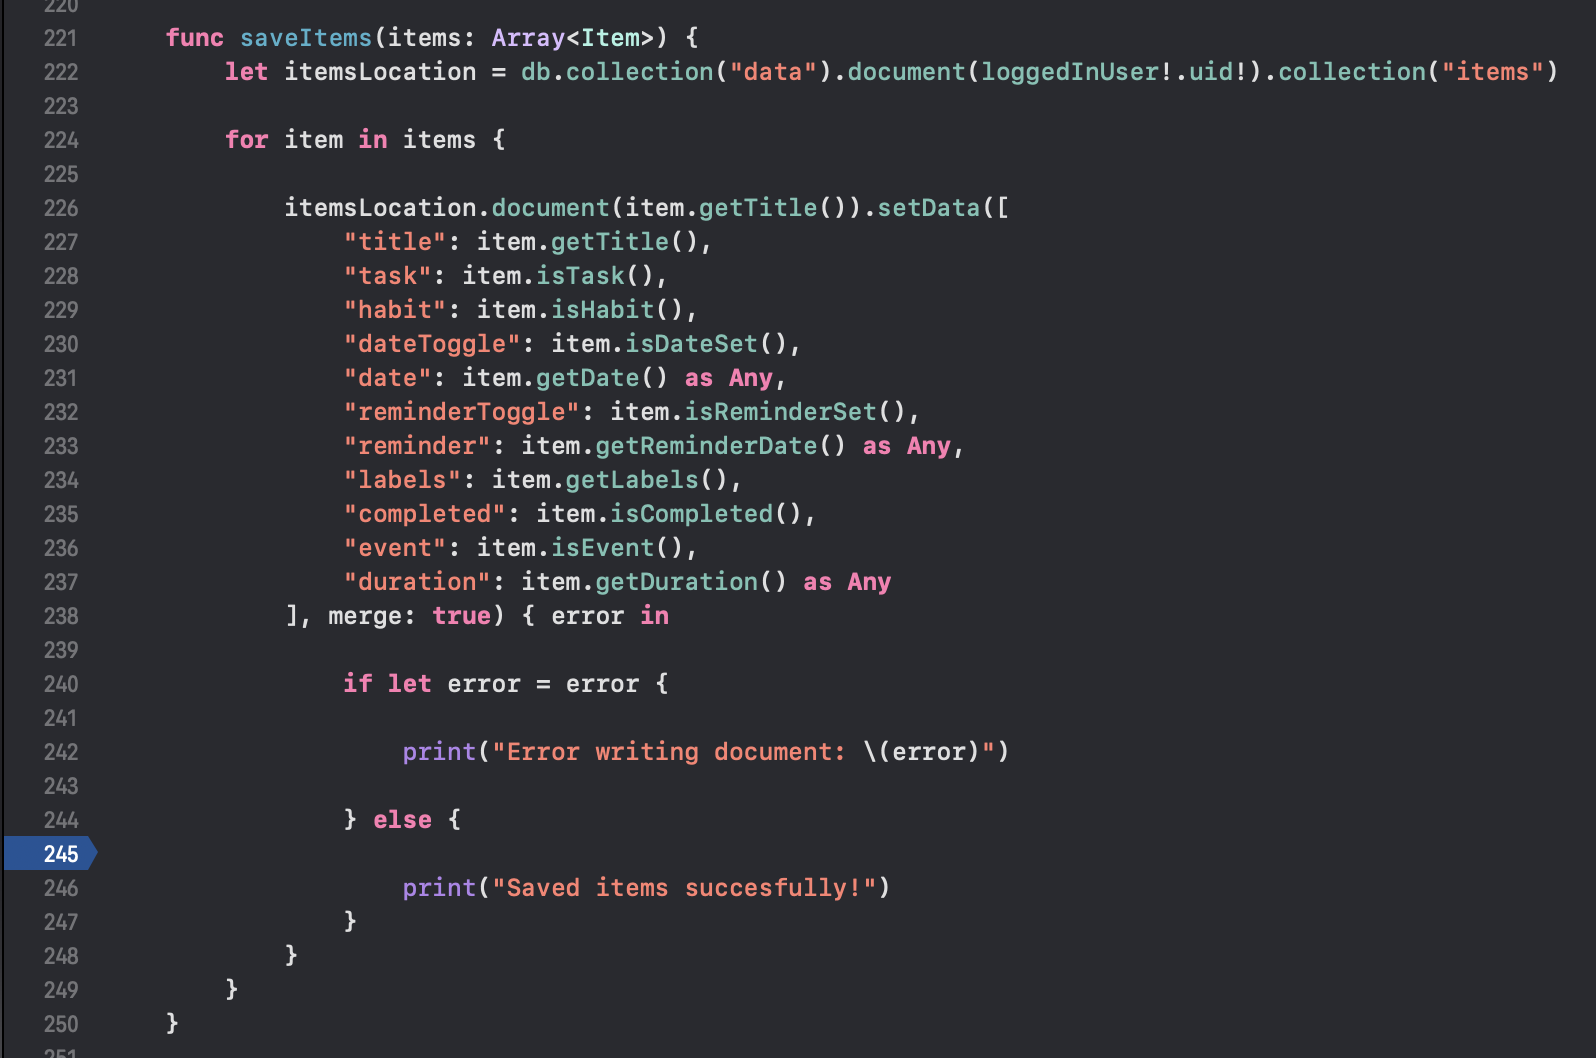 220
221 func saveItems(items: Array<Item>) {
222 let itemsLocation = db.collection("data").document(loggedInUser!.uid!).collection("items")
223
224 for item in items {
225
226 itemsLocation.document(item.getTitle()).setData([
227 "title": item.getTitle(),
228 "task": item.isTask(),
229 "habit": item.isHabit(),
230 "dateToggle": item.isDateSet(),
231 "date": item.getDate() as Any,
232 "reminderToggle": item.isReminderSet(),
233 "reminder": item.getReminderDate() as Any,
234 "labels": item.getLabels(),
235 "completed": item.isCompleted(),
236 "event": item.isEvent(),
237 "duration": item.getDuration() as Any
238 ], merge: true) { error in
239
240 if let error = error {
241
242 print("Error writing document: \(error)")
243
244 } else {
245
246 print("Saved items succesfully!")
247 }
248 }
249 }
250 }
251